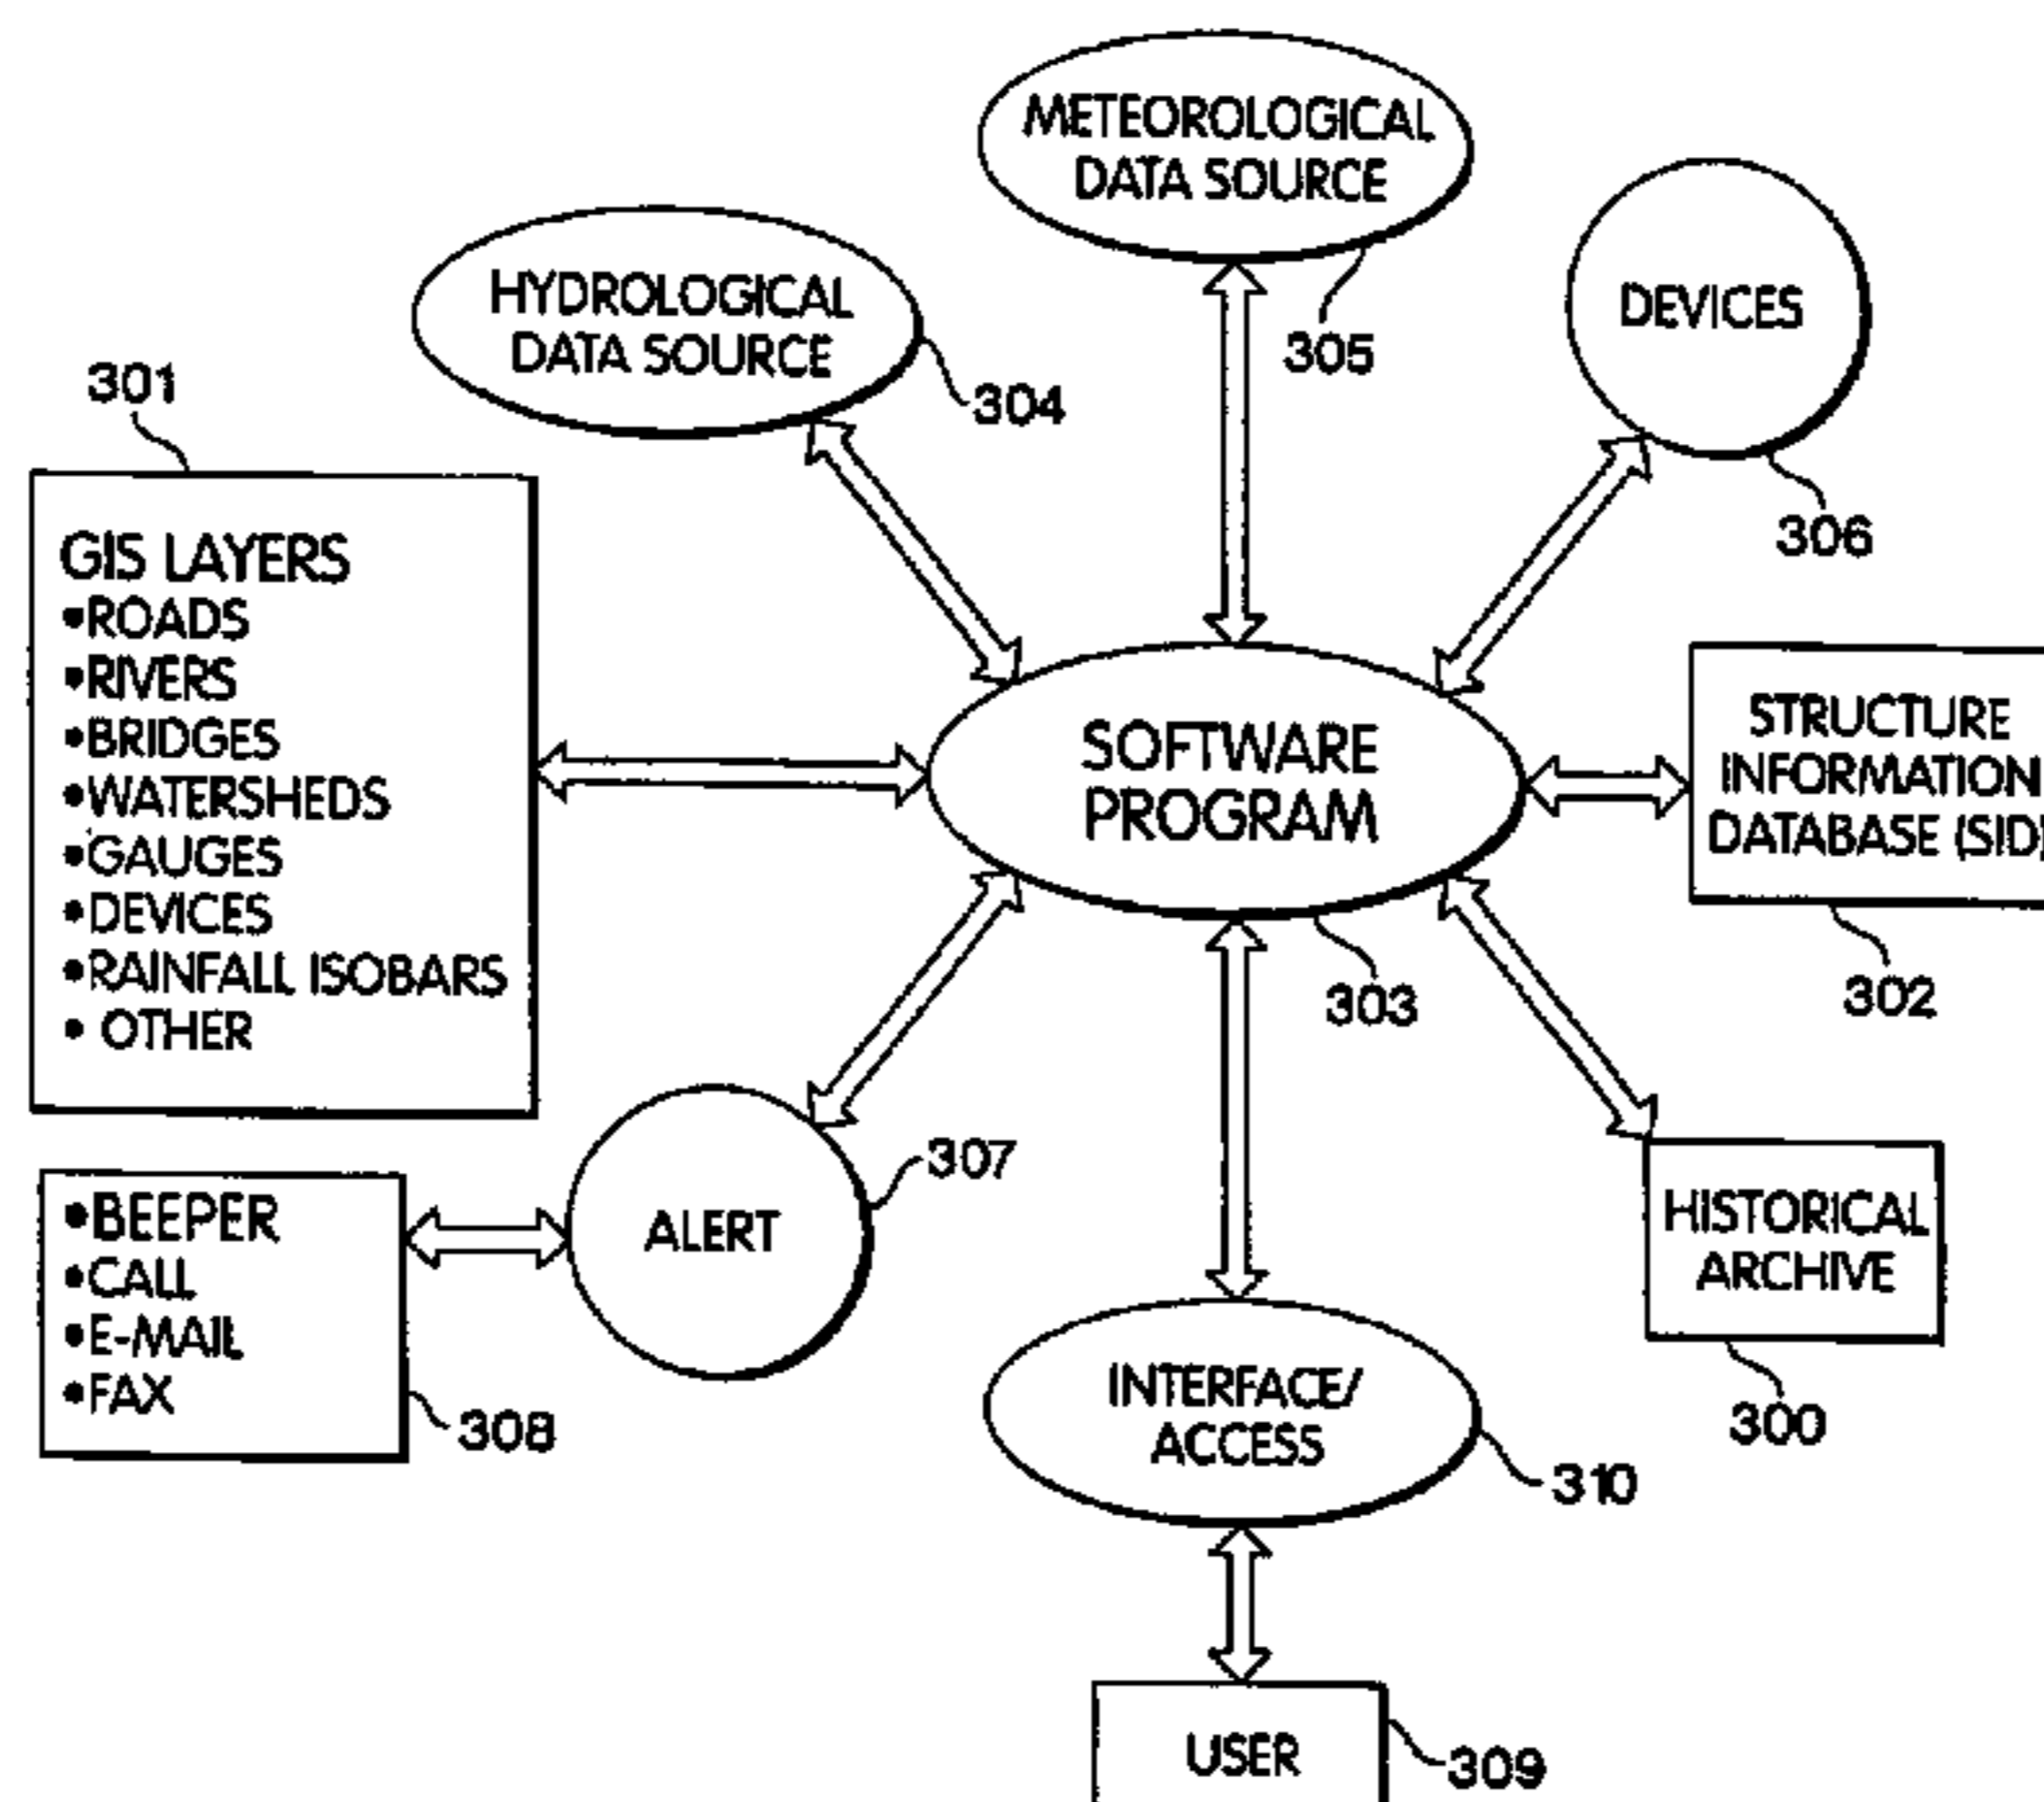 METEOROLOGICAL
DATA SOURCE
305
HYDROLOGICAL
DATA SOURCE
304
DEVICES
306
301
GIS LAYERS
•ROADS
•RIVERS
•BRIDGES
•WATERSHEDS
•GAUGES
•DEVICES
•RAINFALL ISOBARS
• OTHER
SOFTWARE
PROGRAM
303
STRUCTURE
INFORMATION
DATABASE (SID)
302
•BEEPER
•CALL
•E-MAIL
•FAX
308
ALERT
307
HISTORICAL
ARCHIVE
300
INTERFACE/
ACCESS
310
USER
309